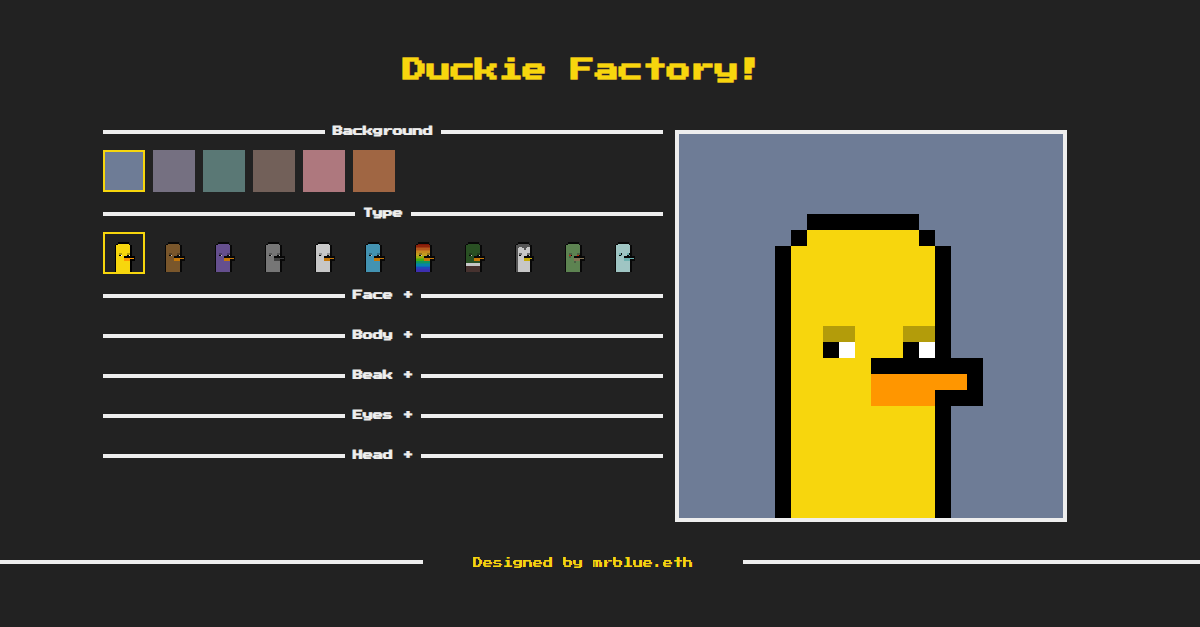 Duckie Factory!
Background
Type
Face +
Body +
Beak +
Eyes +
Head +
Designed by mrblue.eth